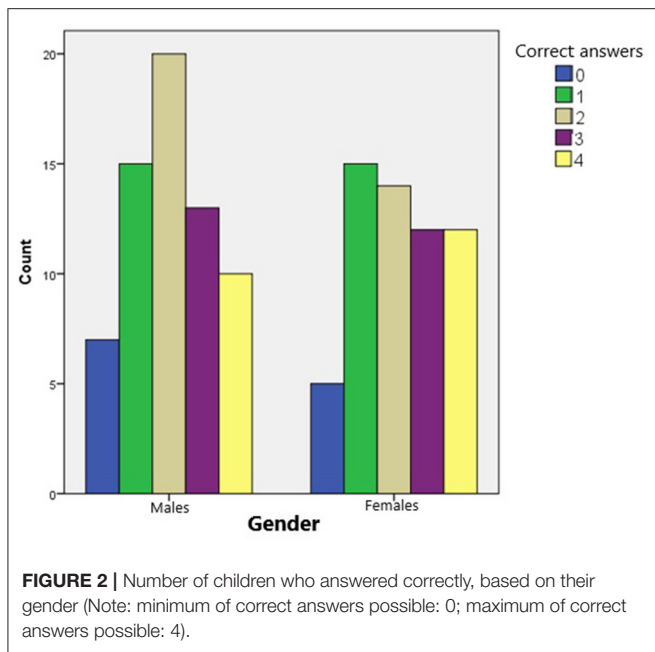 Correct answers
0
1
2
3
4
20
15
10
5
0
Count
Males
Females
Gender
FIGURE 2 | Number of children who answered correctly, based on their
gender (Note: minimum of correct answers possible: 0; maximum of correct
answers possible: 4).